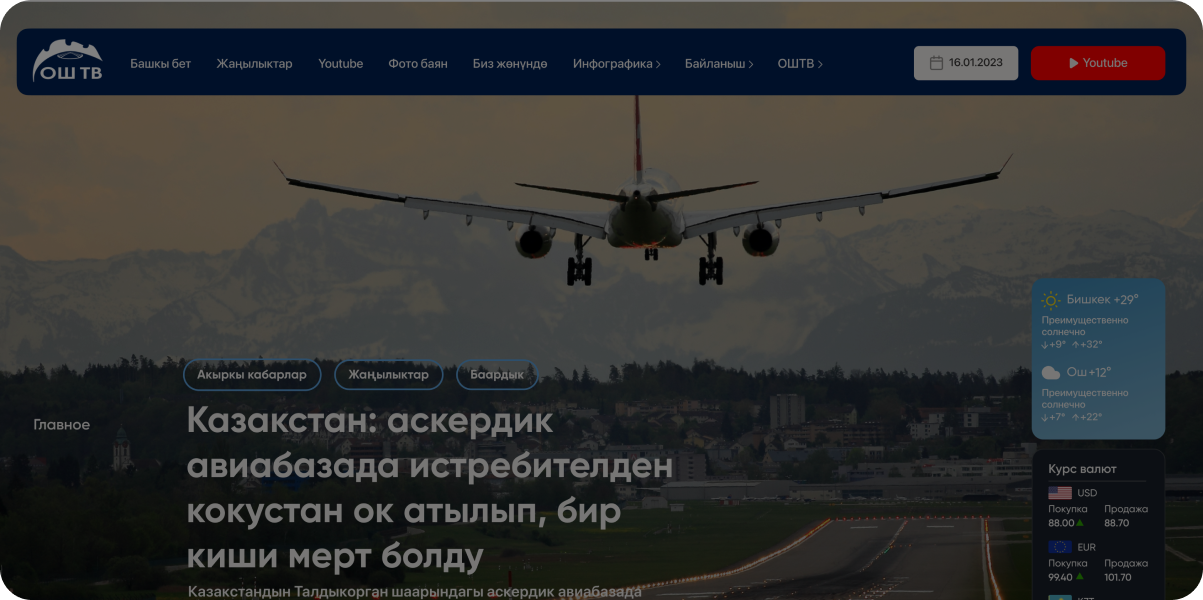 ОШ ТВ
Башкы бет
Жаңылыктар
Youtube
Фото баян
Биз жөнүндө
Инфографика
Байланыш
ОШТВ
16.01.2023
Youtube
Бишкек +29°
Преимущественно
солнечно
↓+9° ↑+32°
Ош +12°
Преимущественно
солнечно
↓+7° ↑+22°
Акыркы кабарлар
Жаңылыктар
Баардык
Главное
Казакстан: аскердик
авиабазада истребителден
кокустан ок атылып, бир
киши мерт болду
Казакстандын Талдыкорган шаарындагы аскердик авиабазада
Курс валют
USD
Покупка Продажа
88.00 88.70
EUR
Покупка Продажа
99.40 101.70
KZT